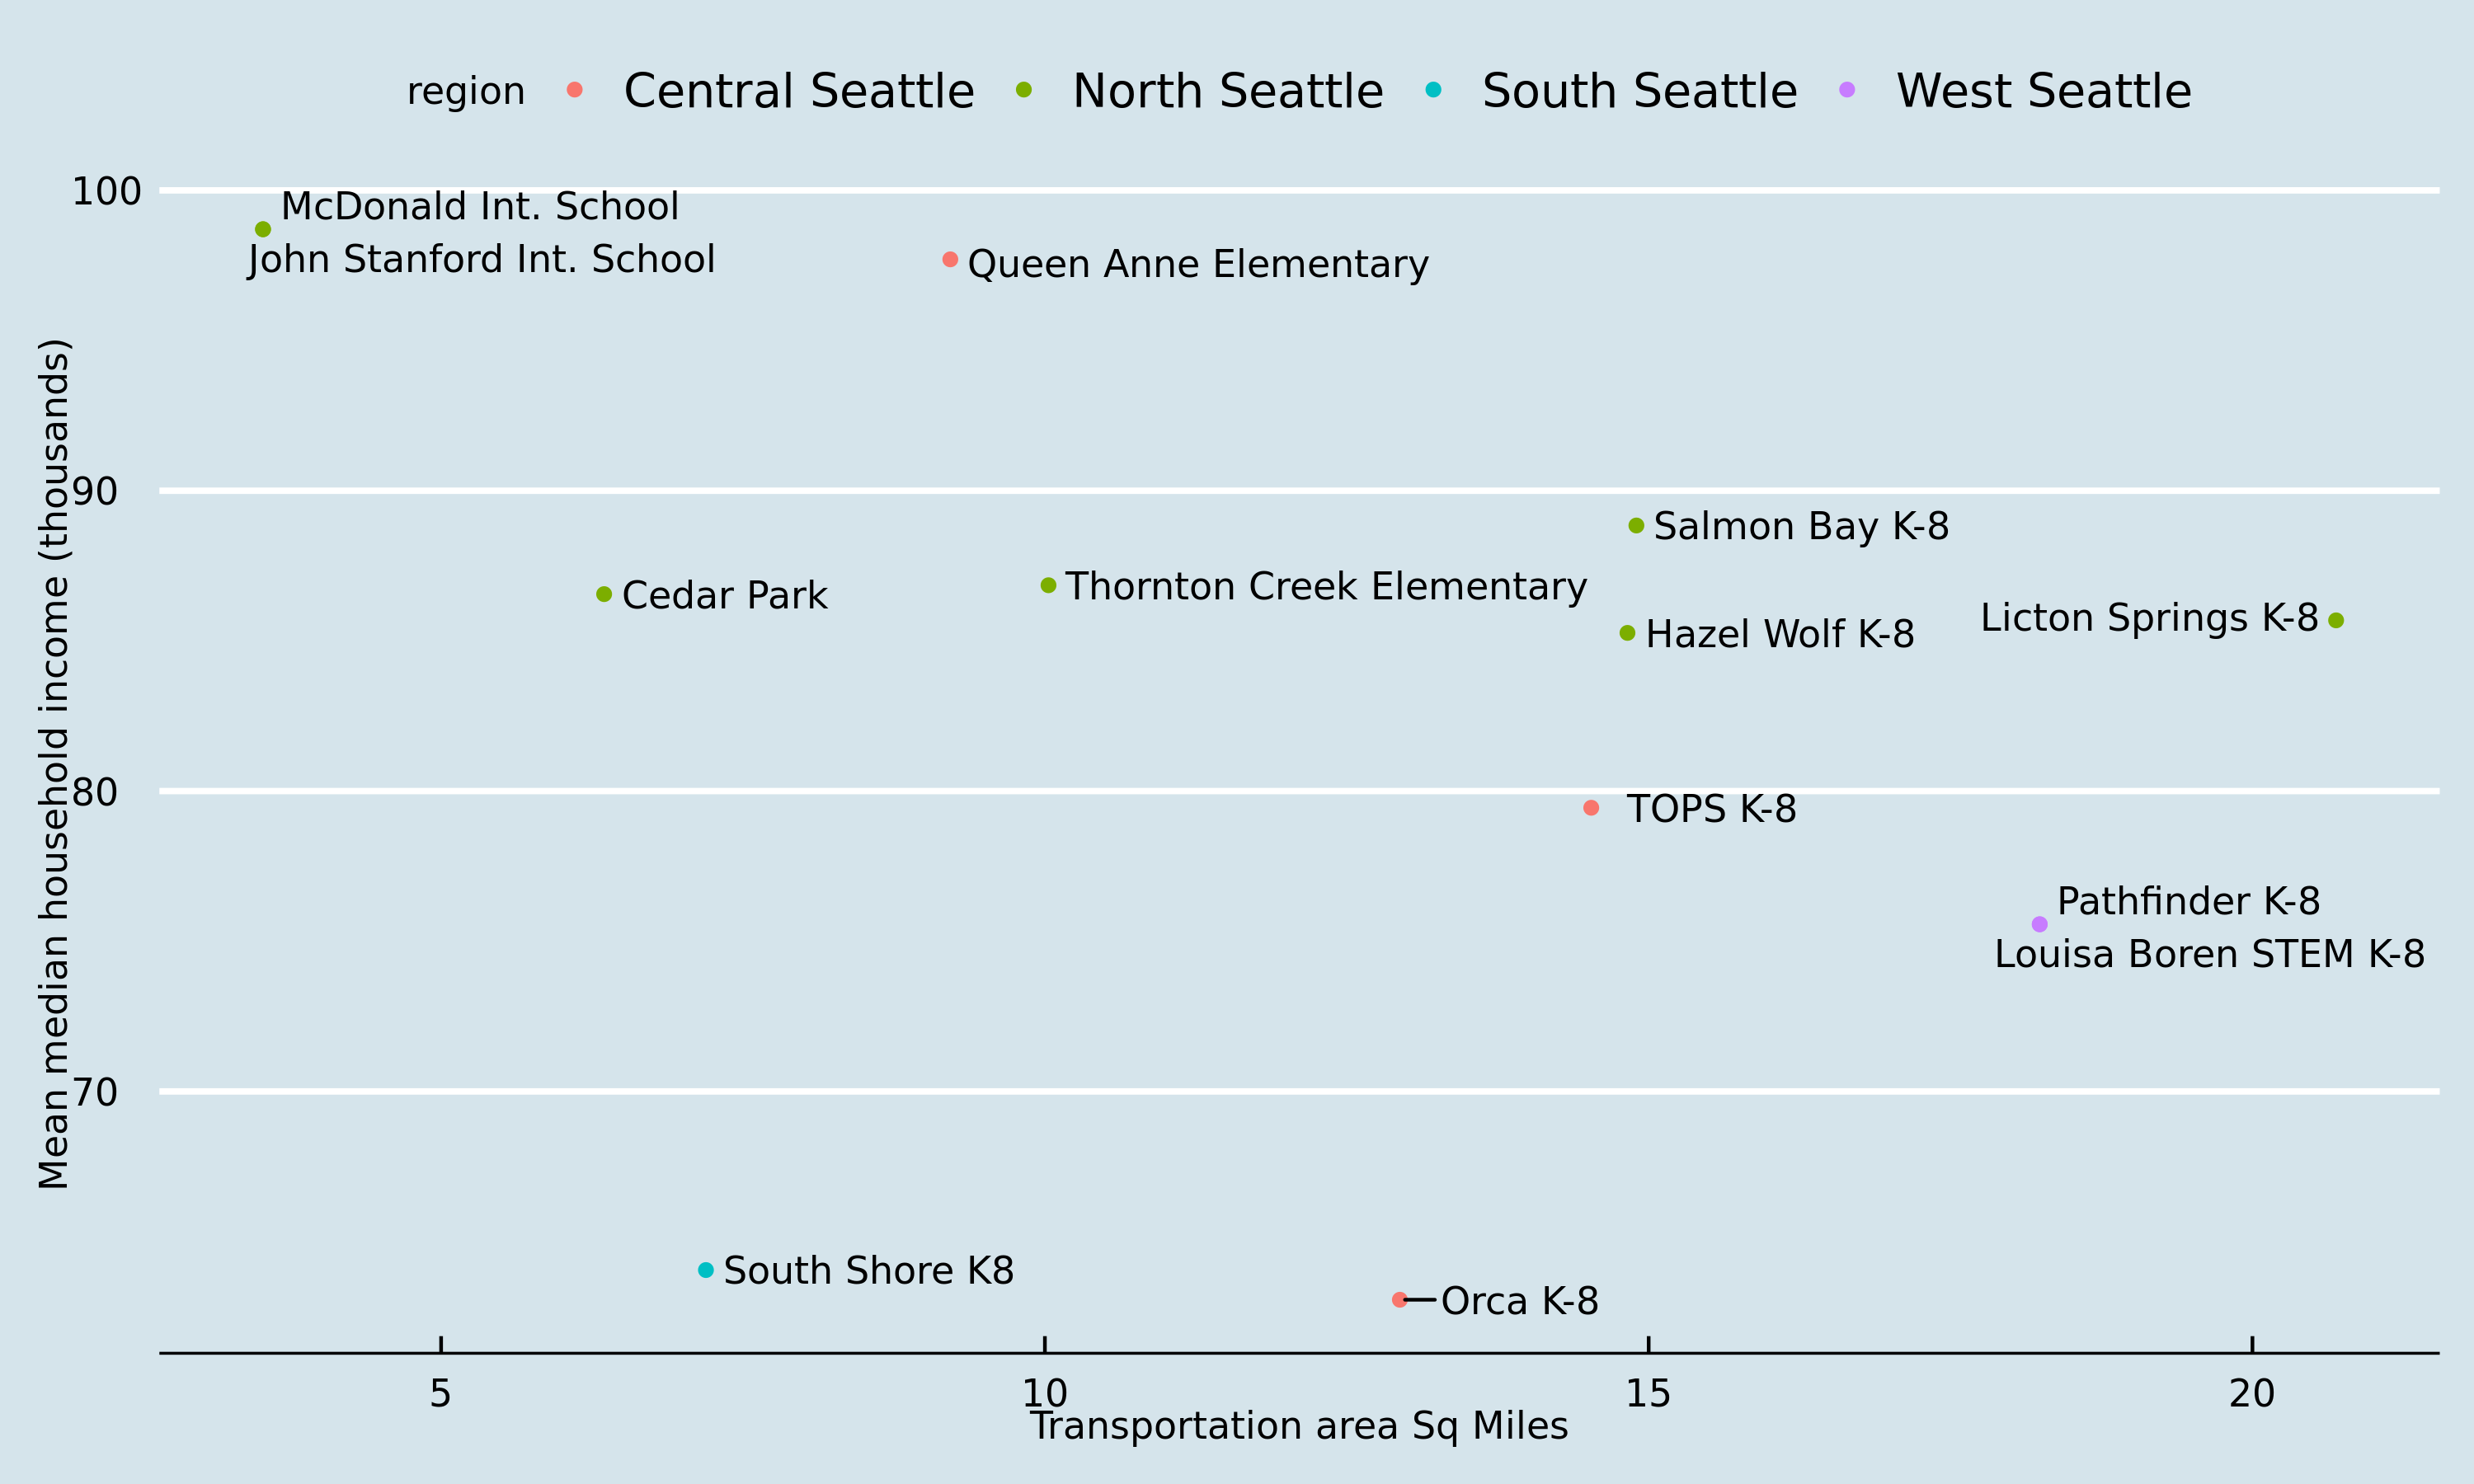 region Central Seattle North Seattle South Seattle West Seattle
100
McDonald Int. School
John Stanford Int. School
Queen Anne Elementary
Mean median household income (thousands)
90
Salmon Bay K-8
Cedar Park
Thornton Creek Elementary
Licton Springs K-8
Hazel Wolf K-8
80
TOPS K-8
Pathfinder K-8
Louisa Boren STEM K-8
70
South Shore K8
Orca K-8
5 10 15 20
Transportation area Sq Miles